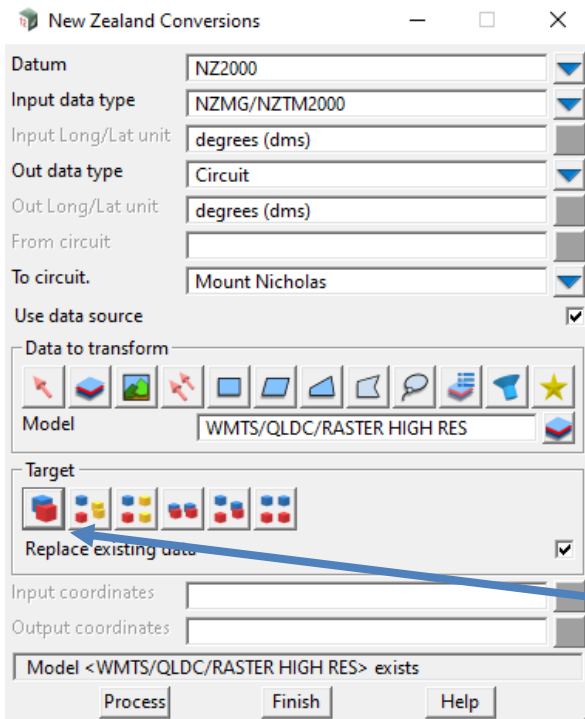 New Zealand Conversions
Datum NZ2000
Input data type NZMG/NZTM2000
Input Long/Lat unit degrees (dms)
Out data type Circuit
Out Long/Lat unit degrees (dms)
From circuit
To circuit. Mount Nicholas
Use data source
Data to transform
Model WMTS/QLDC/RASTER HIGH RES
Target
Replace existing data
Input coordinates
Output coordinates
Model <WMTS/QLDC/RASTER HIGH RES> exists
Process Finish Help